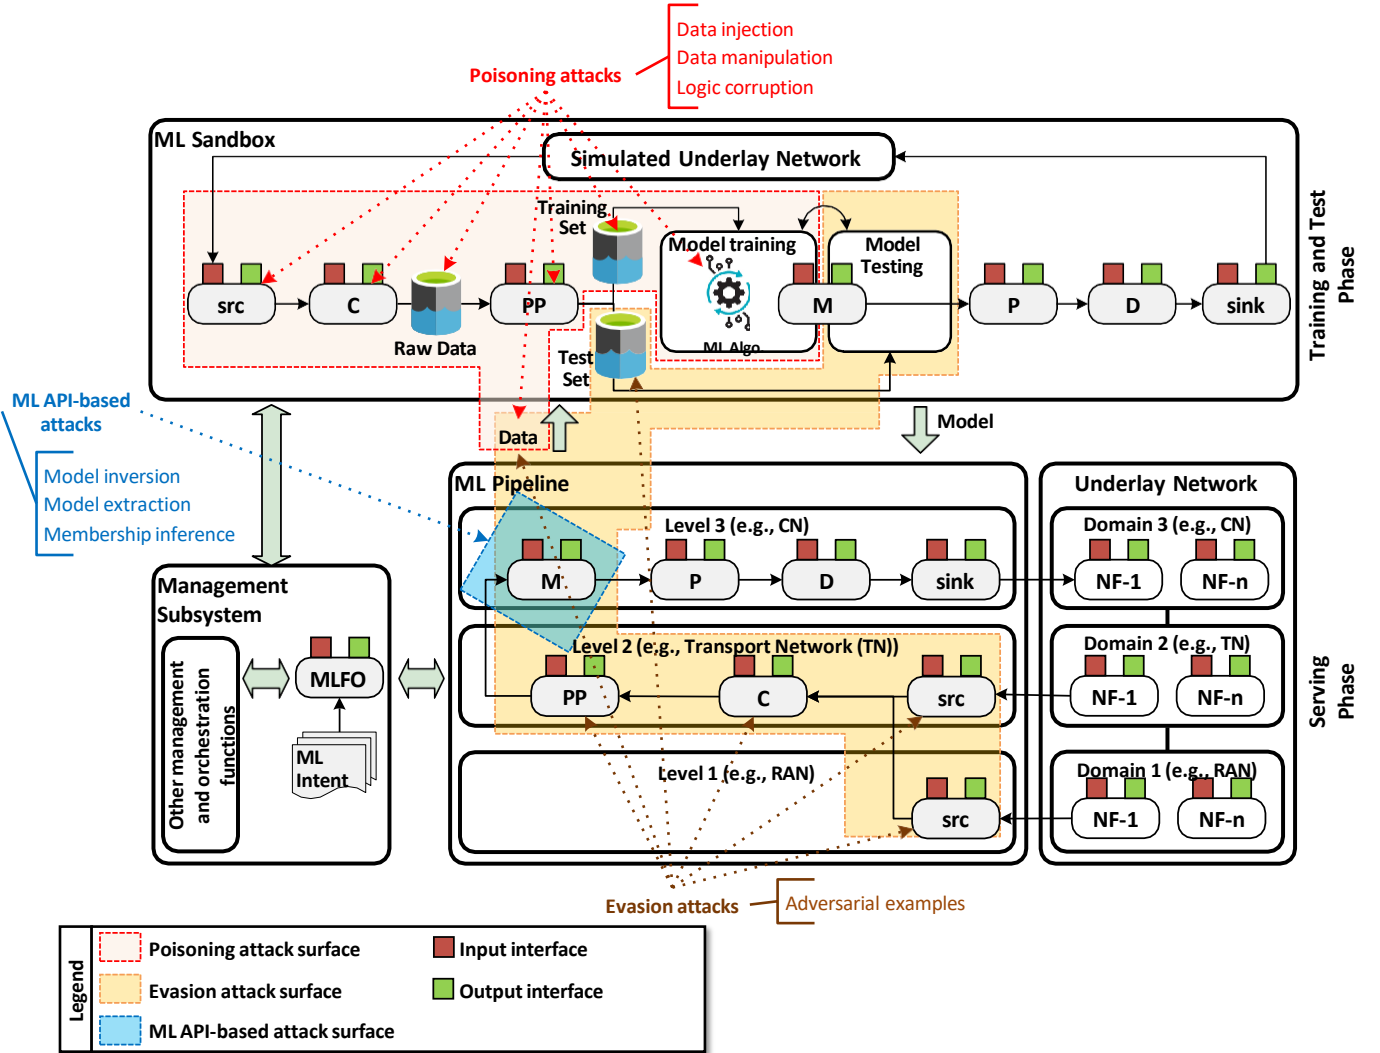 Data injection
Data manipulation
Logic corruption
Poisoning attacks
ML Sandbox
Simulated Underlay Network
Training
Set
Model training
Model
Testing
src
C
Raw Data
PP
Test
Set
ML Algo
M
P
D
sink
Training and Test
Phase
ML API-based
attacks
Model inversion
Model extraction
Membership inference
Data
Model
ML Pipeline
Level 3 (e.g., CN)
M
P
D
sink
Level 2 (e.g., Transport Network (TN))
PP
C
src
Level 1 (e.g., RAN)
src
Underlay Network
Domain 3 (e.g., CN)
NF-1
NF-n
Domain 2 (e.g., TN)
NF-1
NF-n
Domain 1 (e.g., RAN)
NF-1
NF-n
Serving
Phase
Management
Subsystem
Other management
and orchestration
functions
MLFO
ML
Intent
Evasion attacks
Adversarial examples
Legend
Poisoning attack surface
Evasion attack surface
ML API-based attack surface
Input interface
Output interface